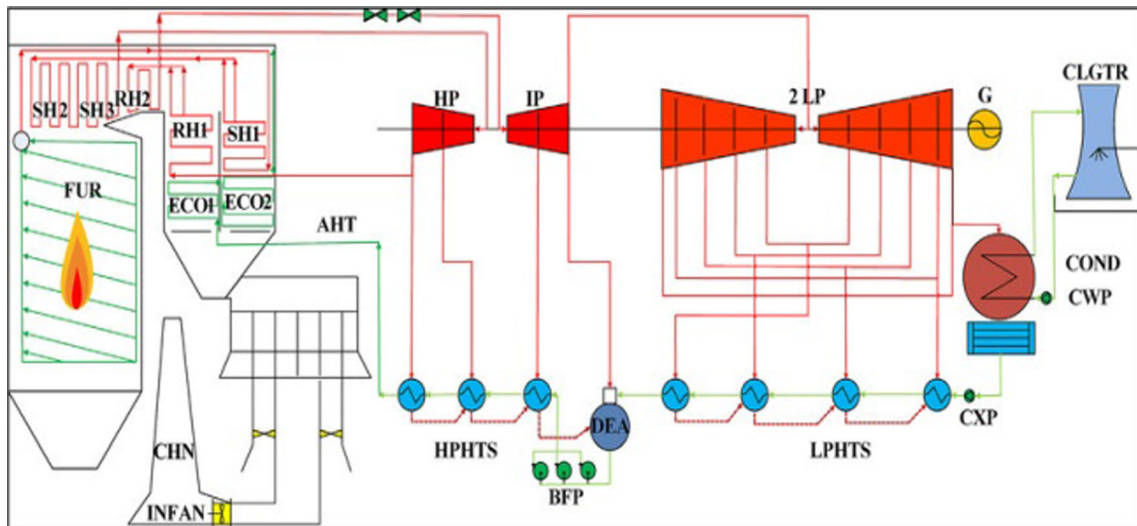 HP
IP
2 LP
G
CLGTR
SH2
SH3
RH2
RH1
SH1
FUR
ECO1
ECO2
AHT
COND
CWP
CHN
INFAN
HPHTS
BFP
DEA
LPHTS
CXP